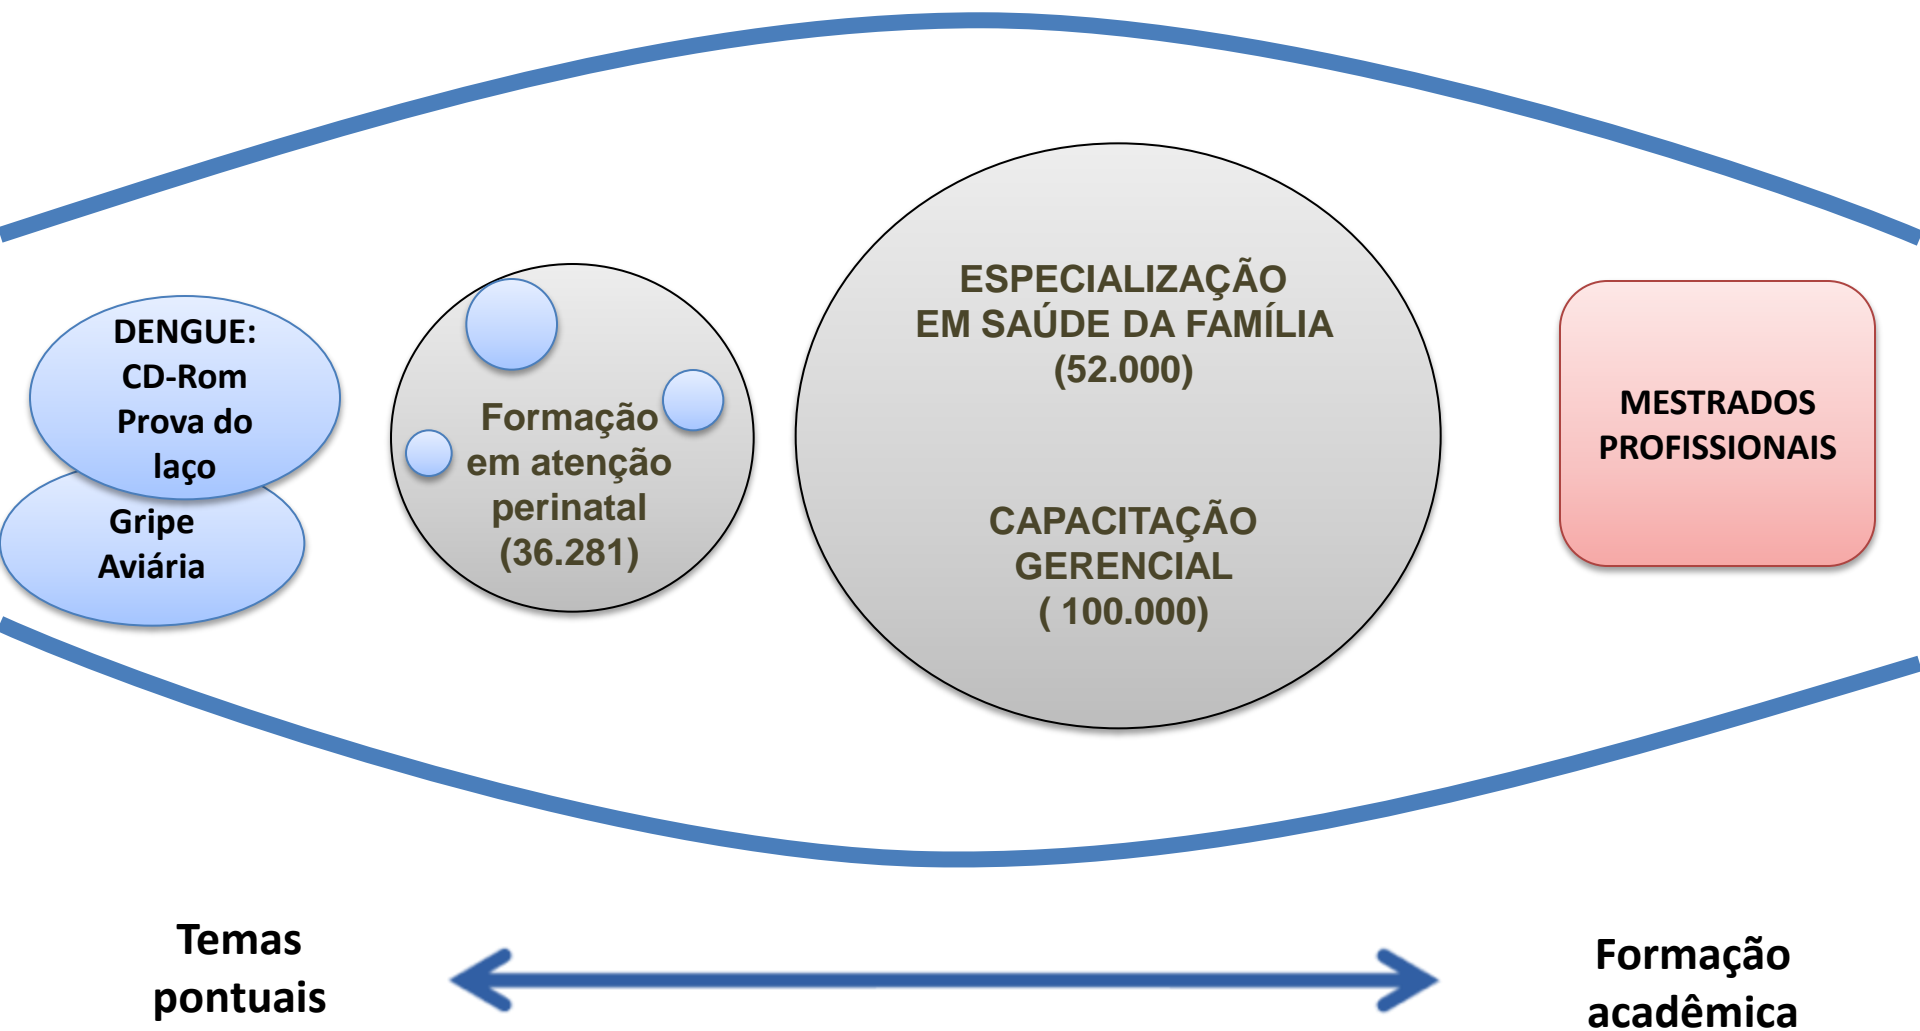 DENGUE:
CD-Rom
Prova do
laço
Gripe
Aviária
Formação
em atenção
perinatal
(36.281)
ESPECIALIZAÇÃO
EM SAÚDE DA FAMÍLIA
(52.000)
CAPACITAÇÃO
GERENCIAL
( 100.000)
MESTRADOS
PROFISSIONAIS
Temas
pontuais
Formação
acadêmica